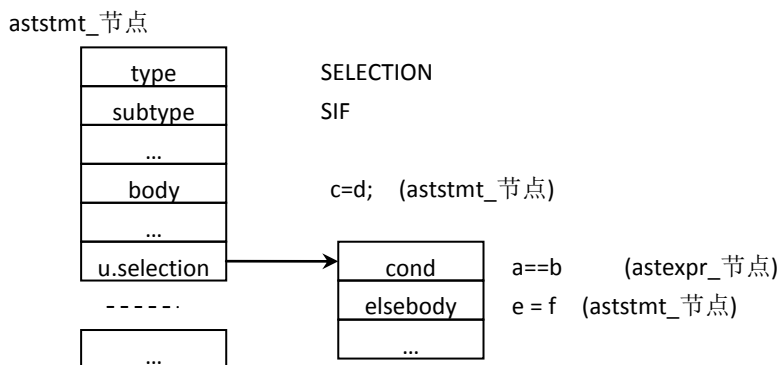 aststmt_节点
type SELECTION
subtype SIF
...
body c=d; (aststmt_节点)
...
u.selection cond a==b (astexpr_节点)
elsebody e = f (aststmt_节点)
... ...